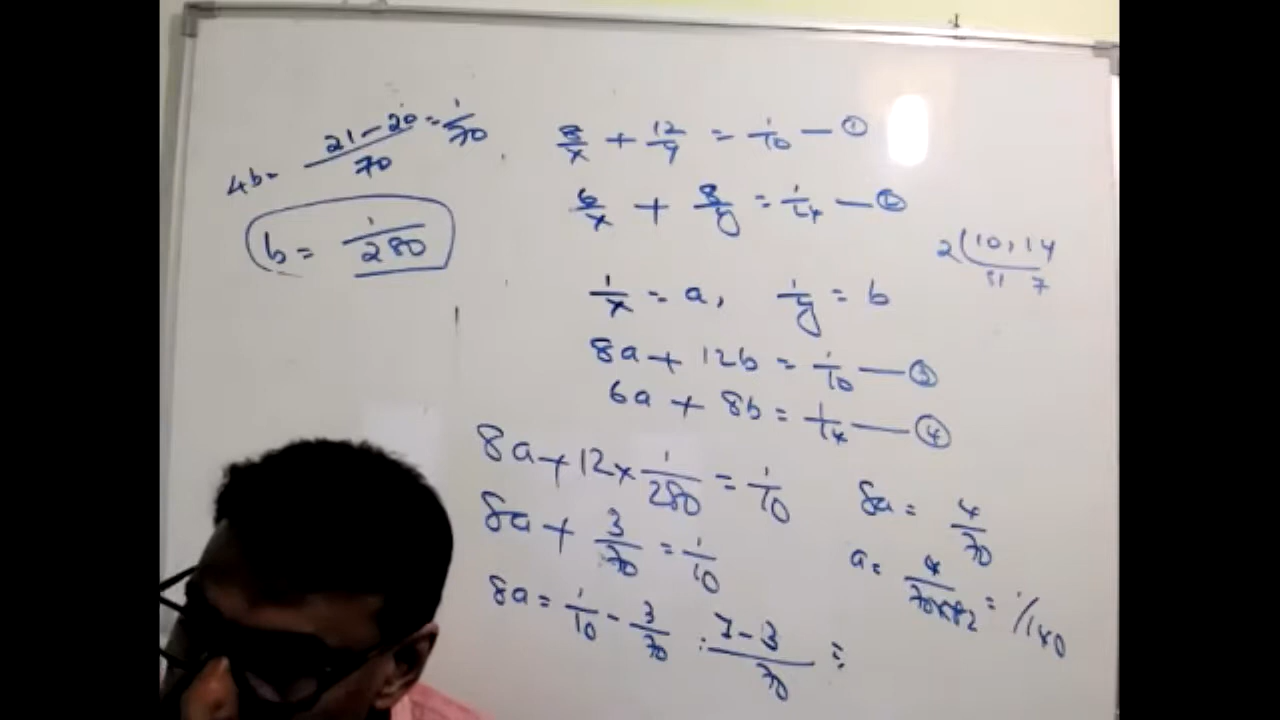 4b= 21-20/70 = 1/70
b = 1/280
8/x + 12/y = 1/10 — ①
6/x + 8/y = 1/14 — ②
2(10, 14
5, 7
1/x = a, 1/y = b
8a + 12b = 1/10 — ③
6a + 8b = 1/14 — ④
8a + 12 x 1/280 = 1/10
8a + 3/70 = 1/10
8a = 1/10 - 3/70 : 7-3/70 =
8a = 4/70
a = 4/70x82 = 1/140